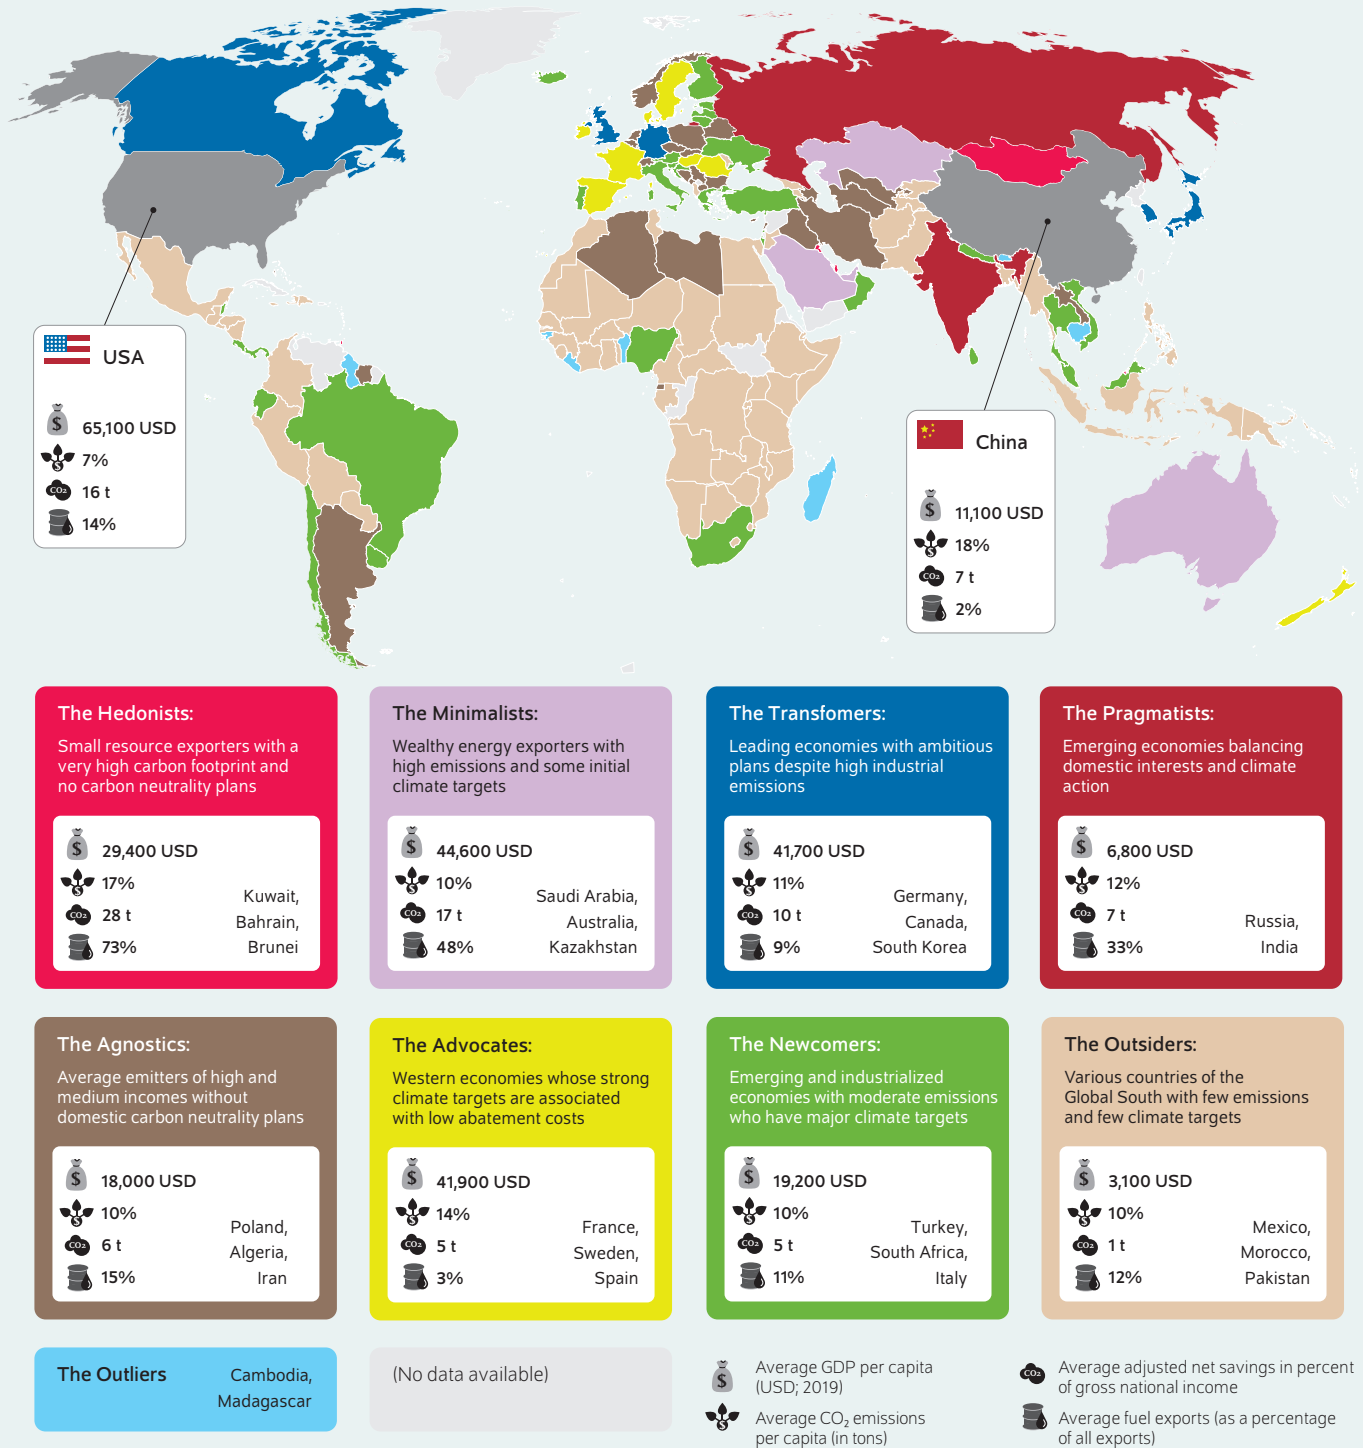 USA
65,100 USD
7%
CO2
16 t
14%
China
11,100 USD
18%
CO2
7 t
2%
The Hedonists:
Small resource exporters with a
very high carbon footprint and
no carbon neutrality plans
29,400 USD
17%
CO2
28 t
73%
Kuwait,
Bahrain,
Brunei
The Minimalists:
Wealthy energy exporters with
high emissions and some initial
climate targets
44,600 USD
10%
CO2
17 t
48%
Saudi Arabia,
Australia,
Kazakhstan
The Transfomers:
Leading economies with ambitious
plans despite high industrial
emissions
41,700 USD
11%
CO2
10 t
9%
Germany,
Canada,
South Korea
The Pragmatists:
Emerging economies balancing
domestic interests and climate
action
6,800 USD
12%
CO2
7 t
33%
Russia,
India
The Agnostics:
Average emitters of high and
medium incomes without
domestic carbon neutrality plans
18,000 USD
10%
CO2
6 t
15%
Poland,
Algeria,
Iran
The Advocates:
Western economies whose strong
climate targets are associated
with low abatement costs
41,900 USD
14%
CO2
5 t
3%
France,
Sweden,
Spain
The Newcomers:
Emerging and industrialized
economies with moderate emissions
who have major climate targets
19,200 USD
10%
CO2
5 t
11%
Turkey,
South Africa,
Italy
The Outsiders:
Various countries of the
Global South with few emissions
and few climate targets
3,100 USD
10%
CO2
1 t
12%
Mexico,
Morocco,
Pakistan
The Outliers
Cambodia,
Madagascar
(No data available)
Average GDP per capita
(USD; 2019)
Average CO₂ emissions
per capita (in tons)
CO2
Average adjusted net savings in percent
of gross national income
Average fuel exports (as a percentage
of all exports)